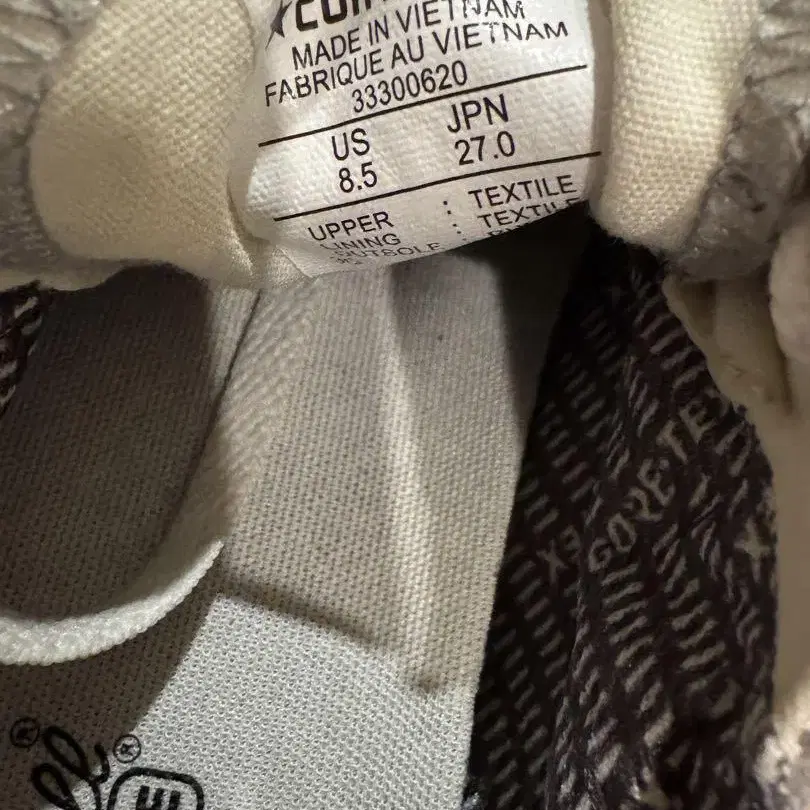 MADE IN VIETNAM
FABRIQUE AU VIETNAM
33300620
US JPN
8.5 27.0
UPPER : TEXTILE
LINING : TEXTILE
OUTSOLE :
GORE-TEX